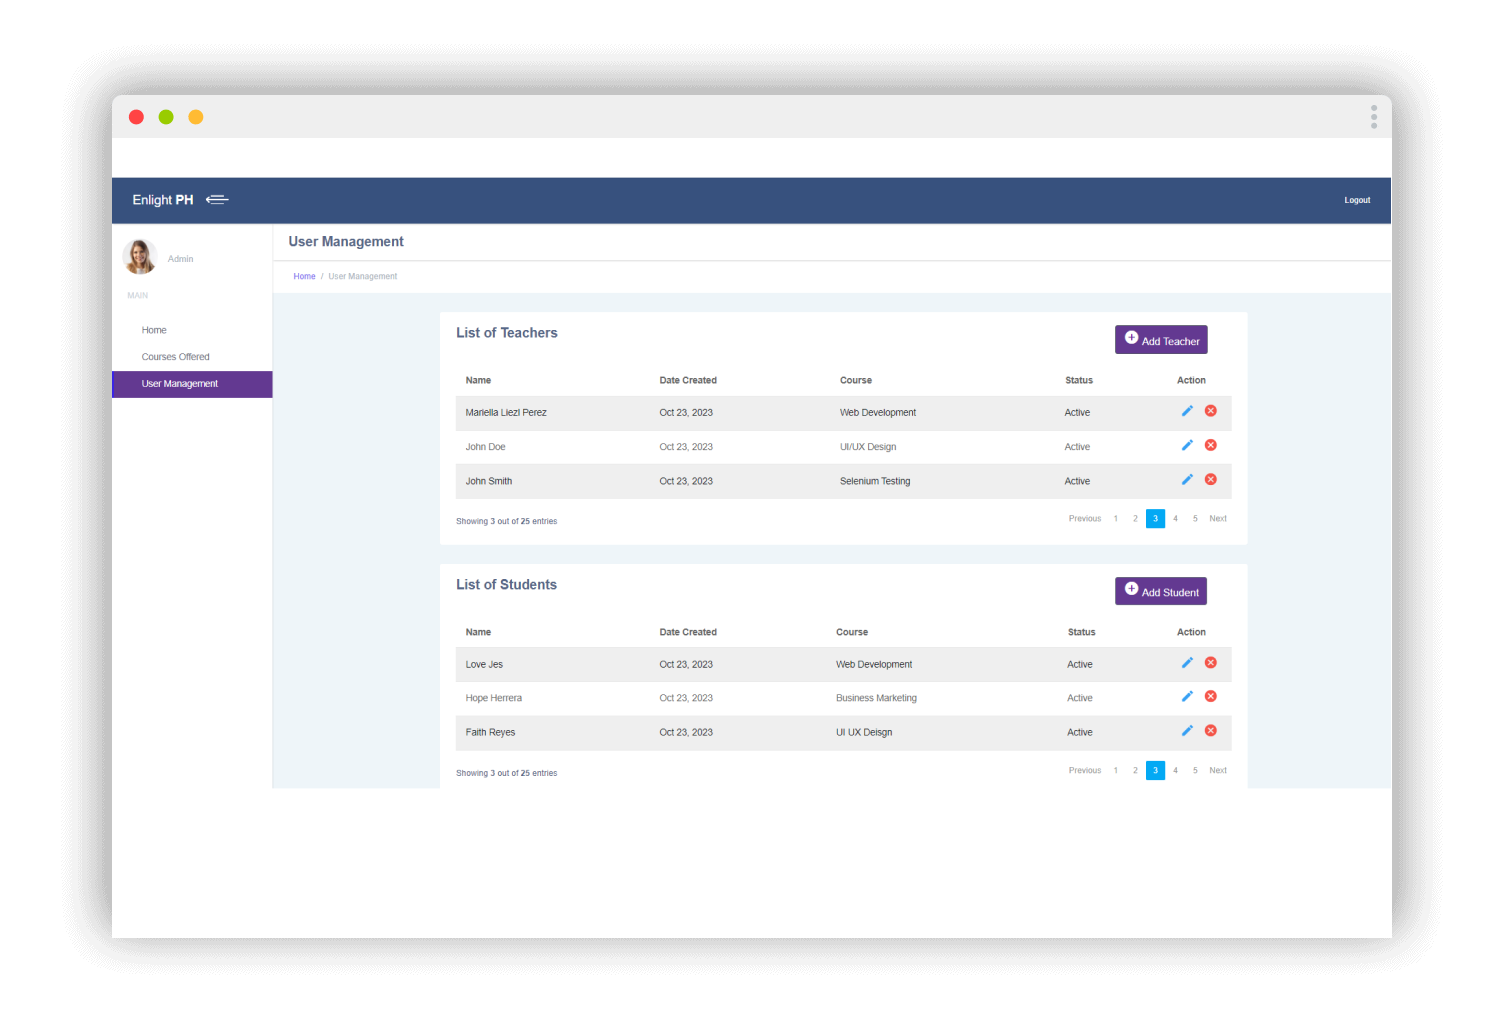 Enlight PH
Logout
Admin
MAIN
Home
Courses Offered
User Management
User Management
Home / User Management
List of Teachers
Add Teacher
Name Date Created Course Status Action
Mariella Liezl Perez Oct 23, 2023 Web Development Active
John Doe Oct 23, 2023 UI/UX Design Active
John Smith Oct 23, 2023 Selenium Testing Active
Showing 3 out of 25 entries
Previous 1 2 3 4 5 Next
List of Students
Add Student
Name Date Created Course Status Action
Love Jes Oct 23, 2023 Web Development Active
Hope Herrera Oct 23, 2023 Business Marketing Active
Faith Reyes Oct 23, 2023 UI UX Deisgn Active
Showing 3 out of 25 entries
Previous 1 2 3 4 5 Next